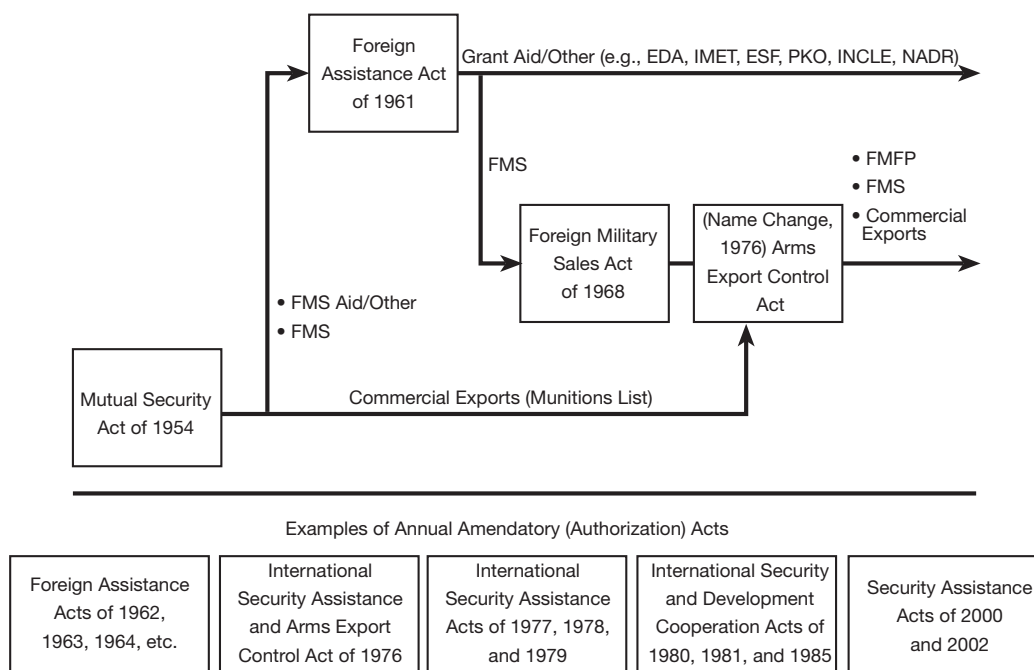 Foreign
Assistance Act
of 1961
Grant Aid/Other (e.g., EDA, IMET, ESF, PKO, INCLE, NADR)
FMS
• FMFP
• FMS
• Commercial
Exports
Foreign Military
Sales Act
of 1968
(Name Change,
1976) Arms
Export Control
Act
• FMS Aid/Other
• FMS
Mutual Security
Act of 1954
Commercial Exports (Munitions List)
Examples of Annual Amendatory (Authorization) Acts
Foreign Assistance
Acts of 1962,
1963, 1964, etc.
International
Security Assistance
and Arms Export
Control Act of 1976
International
Security Assistance
Acts of 1977, 1978,
and 1979
International Security
and Development
Cooperation Acts of
1980, 1981, and 1985
Security Assistance
Acts of 2000
and 2002